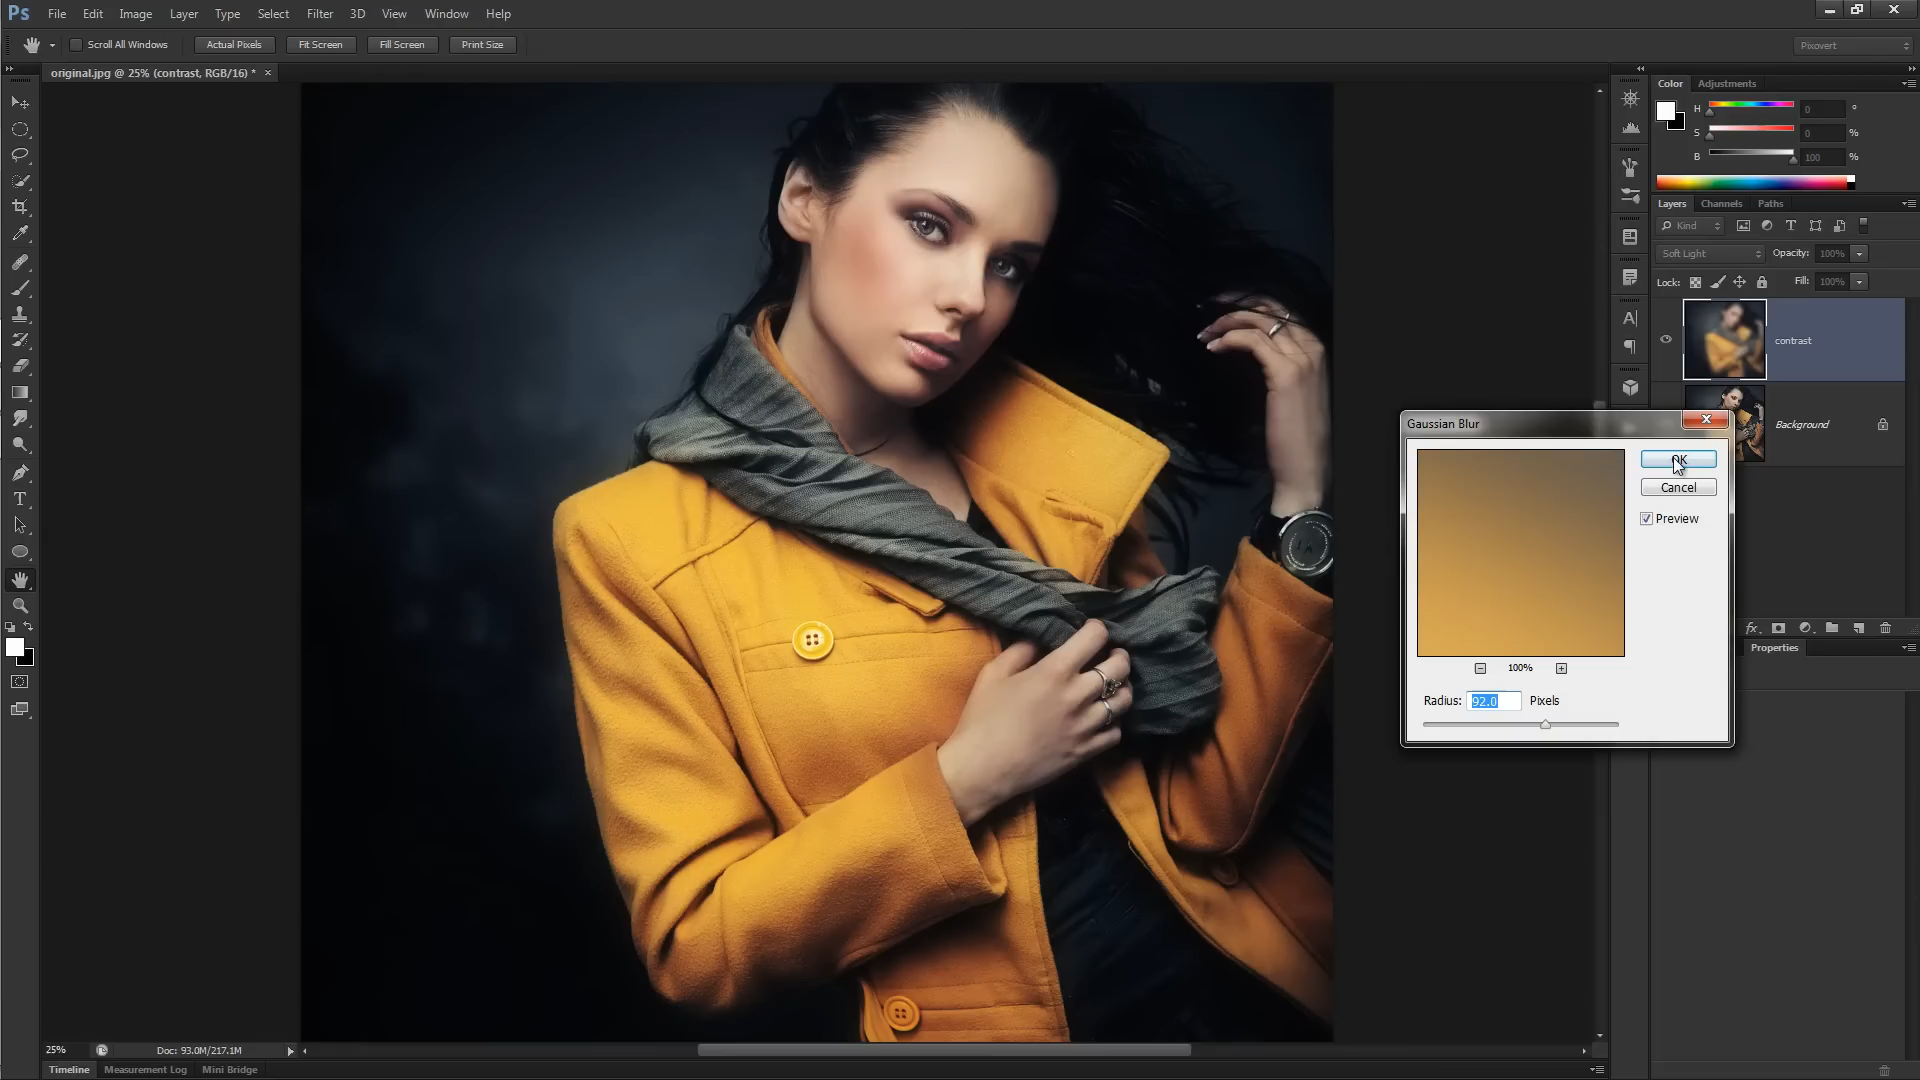 Ps File Edit Image Layer Type Select Filter 3D View Window Help
Scroll All Windows Actual Pixels Fit Screen Fill Screen Print Size Pixovert
original.jpg @ 25% (contrast, RGB/16) * ×
Color Adjustments
H 0 °
S 0 %
B 100 %
Layers Channels Paths
Kind T
Soft Light Opacity: 100%
Lock: Fill: 100%
A
contrast
Background
Gaussian Blur
OK
Cancel
Preview
100%
Radius: 92.0 Pixels
fx
Properties
T
25% Doc: 93.0M/217.1M
Timeline Measurement Log Mini Bridge